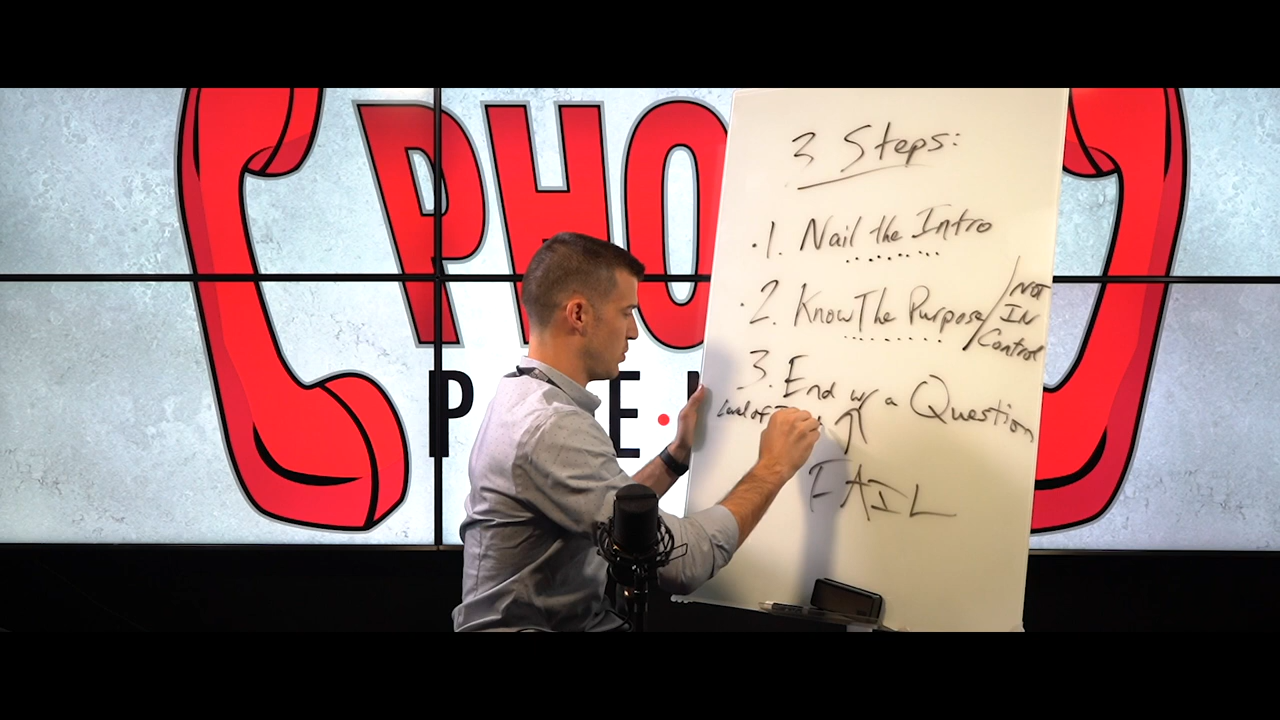 PHO
P E
3 Steps:
1. Nail the Intro
2. Know The Purpose / NOT IN Control
3. End w/ a Question
Level of
FAIL